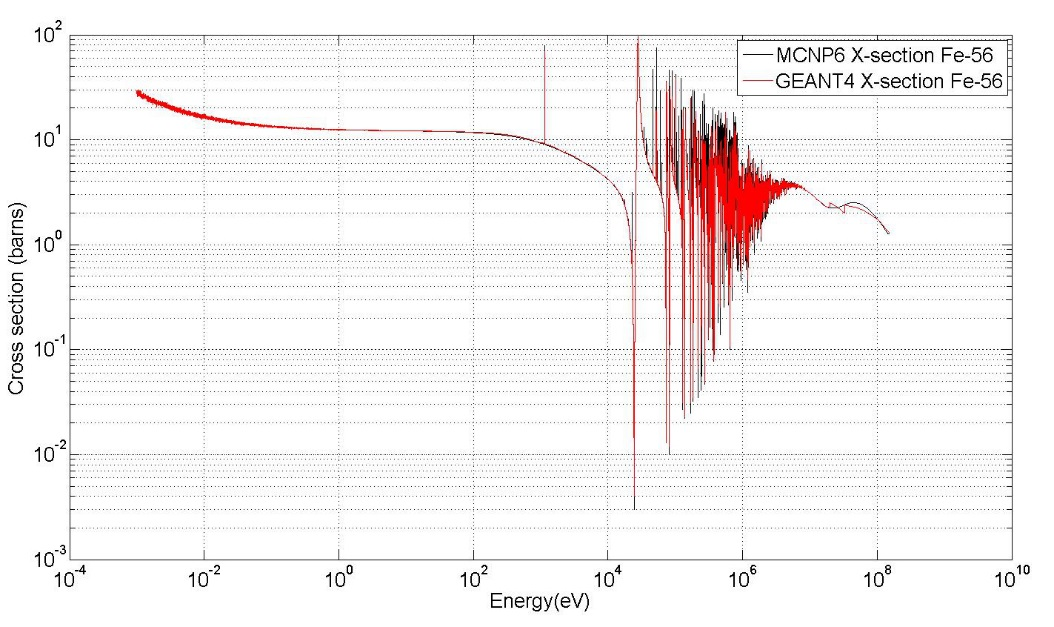 10^2
10^1
10^0
10^-1
10^-2
10^-3
Cross section (barns)
MCNP6 X-section Fe-56
GEANT4 X-section Fe-56
10^-4 10^-2 10^0 10^2 10^4 10^6 10^8 10^10
Energy(eV)